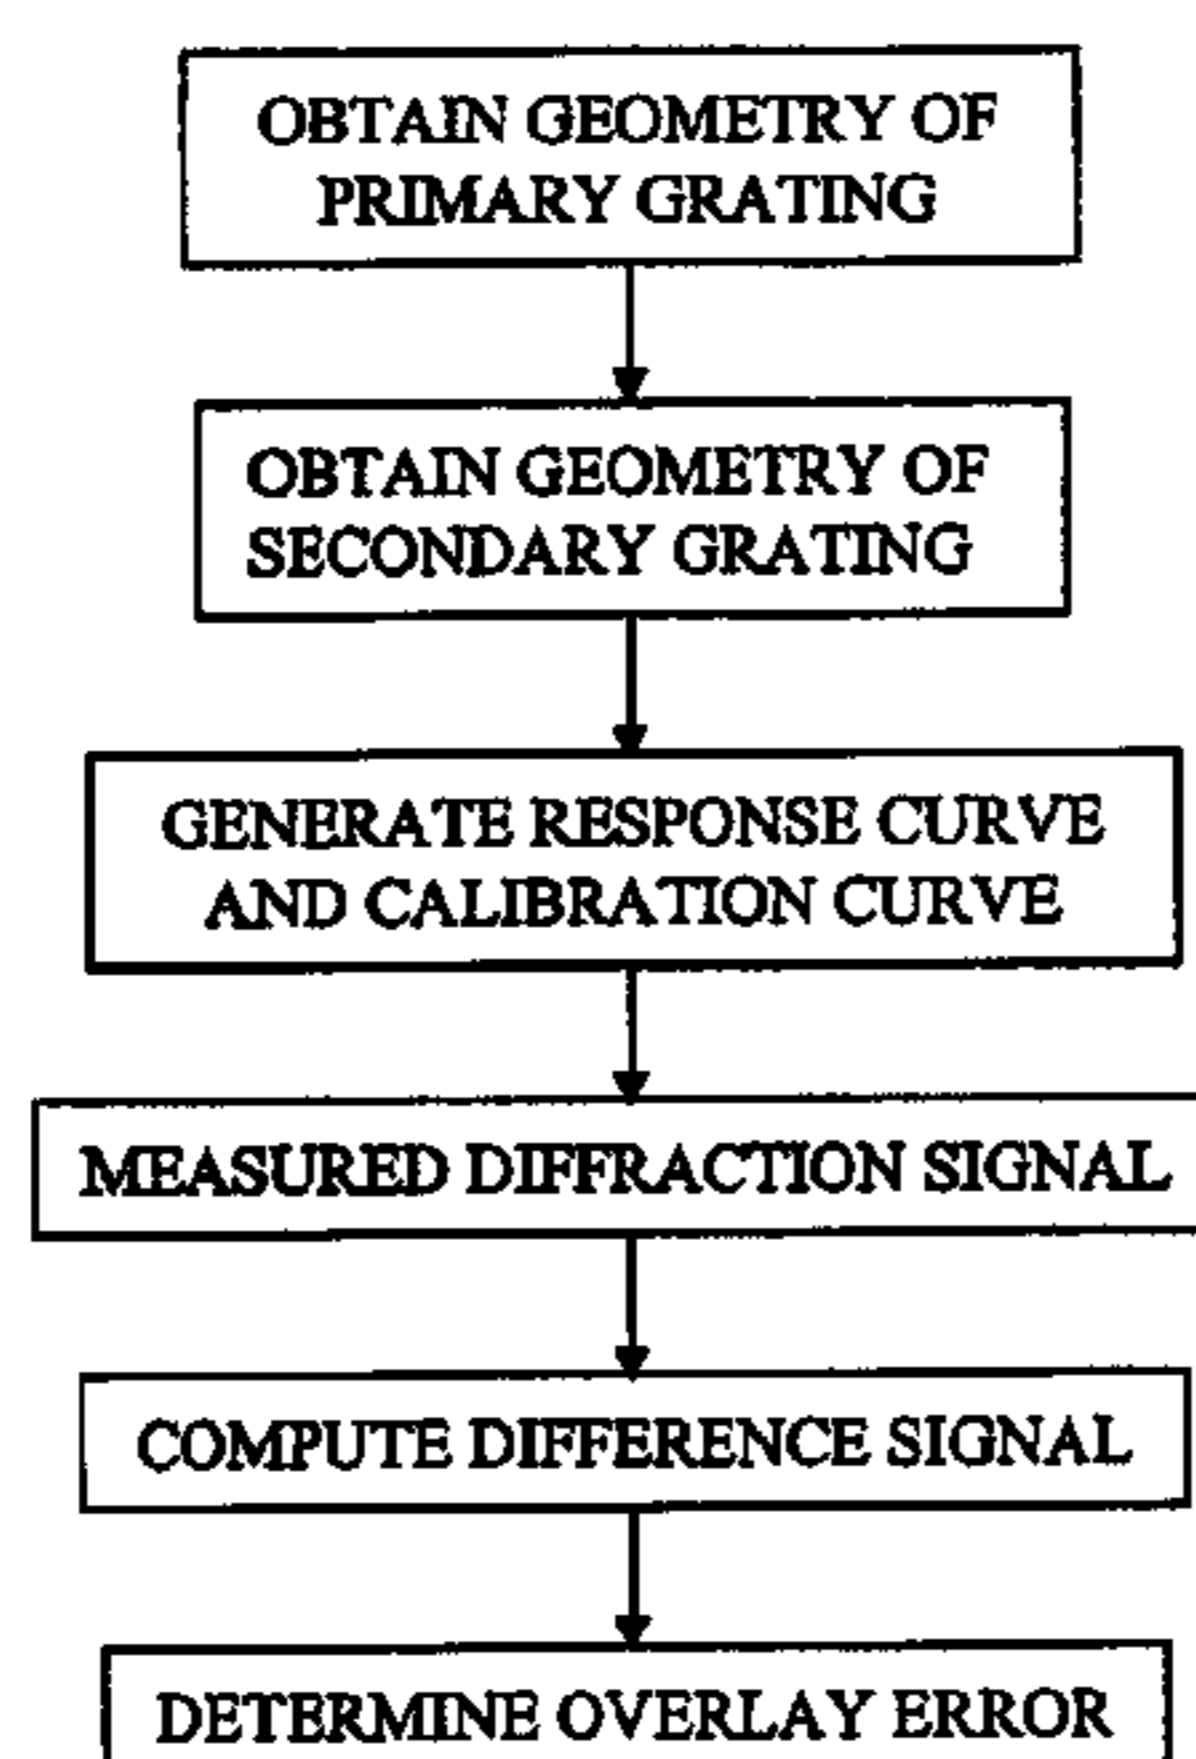 OBTAIN GEOMETRY OF
PRIMARY GRATING
OBTAIN GEOMETRY OF
SECONDARY GRATING
GENERATE RESPONSE CURVE
AND CALIBRATION CURVE
MEASURED DIFFRACTION SIGNAL
COMPUTE DIFFERENCE SIGNAL
DETERMINE OVERLAY ERROR